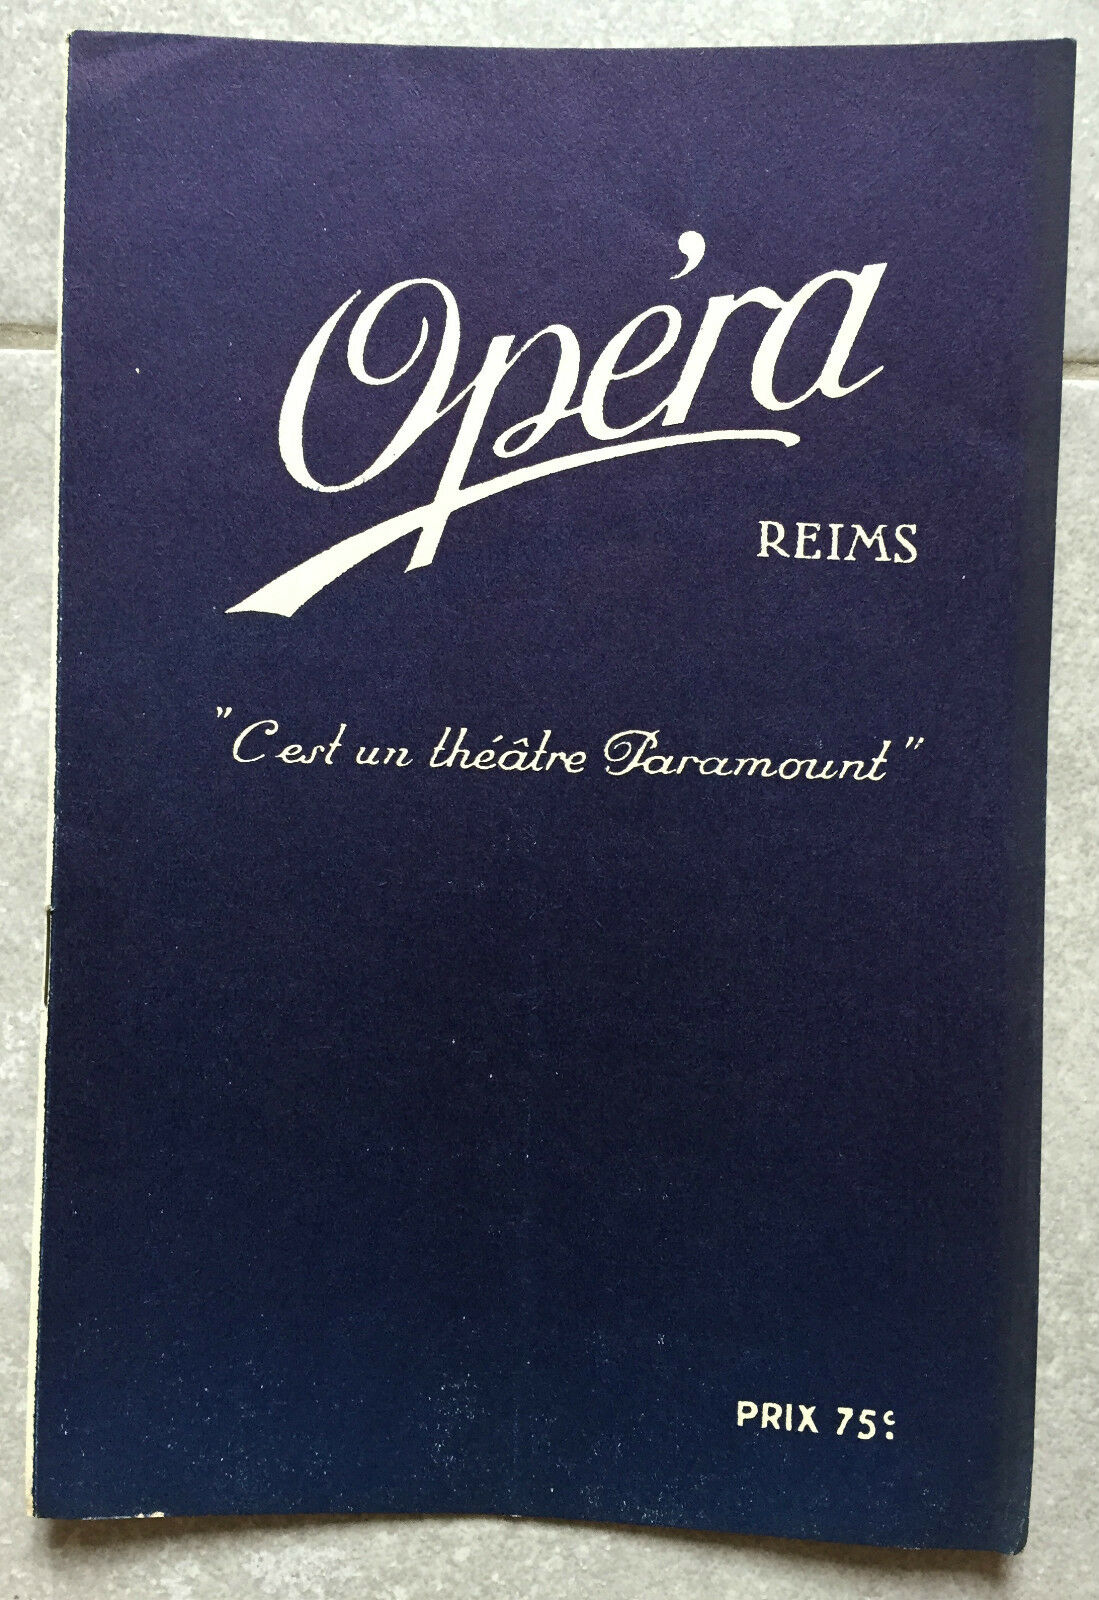 Opéra
REIMS
"C'est un théâtre Paramount"
PRIX 75c.